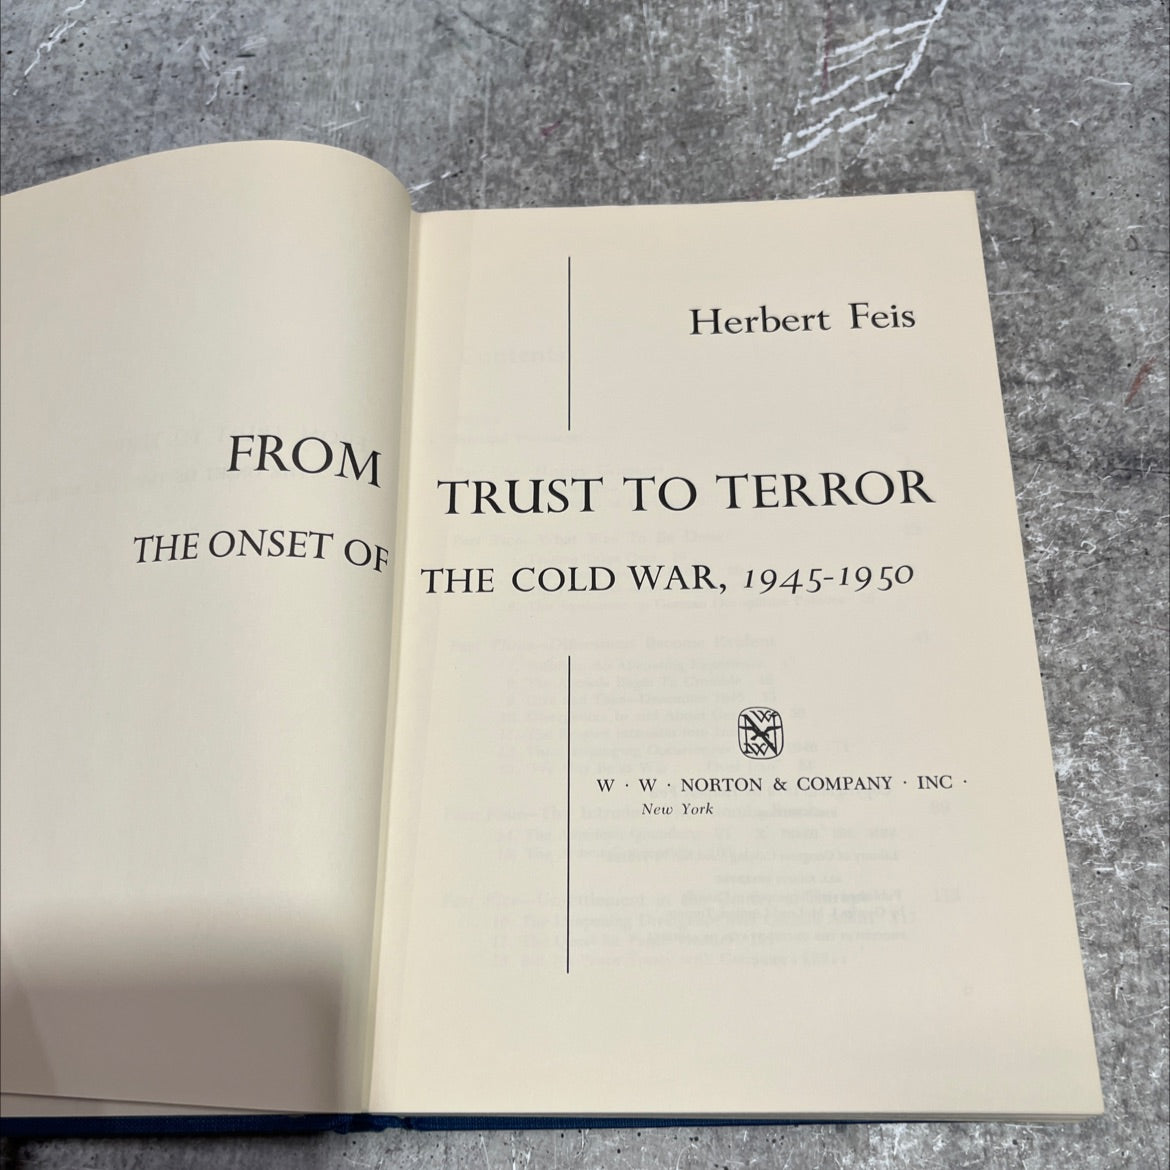 Herbert Feis
FROM TRUST TO TERROR
THE ONSET OF THE COLD WAR, 1945-1950
W · W · NORTON & COMPANY · INC ·
New York